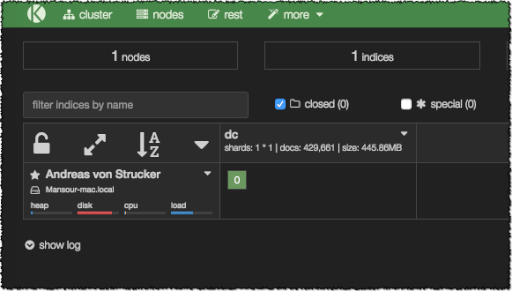 cluster nodes rest more
1 nodes 1 indices
filter indices by name closed (0) special (0)
dc
shards: 1 * 1 | docs: 429,661 | size: 445.86MB
Andreas von Strucker 0
Mansour-mac.local
heap disk cpu load
show log